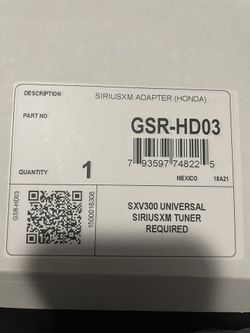 DESCRIPTION SIRIUSXM ADAPTER (HONDA)
PART NO
GSR-HD03
7 93597 74822 5
QUANTITY 1
MEXICO 18A21
GSR-HD03
1500018308
SXV300 UNIVERSAL
SIRIUSXM TUNER
REQUIRED